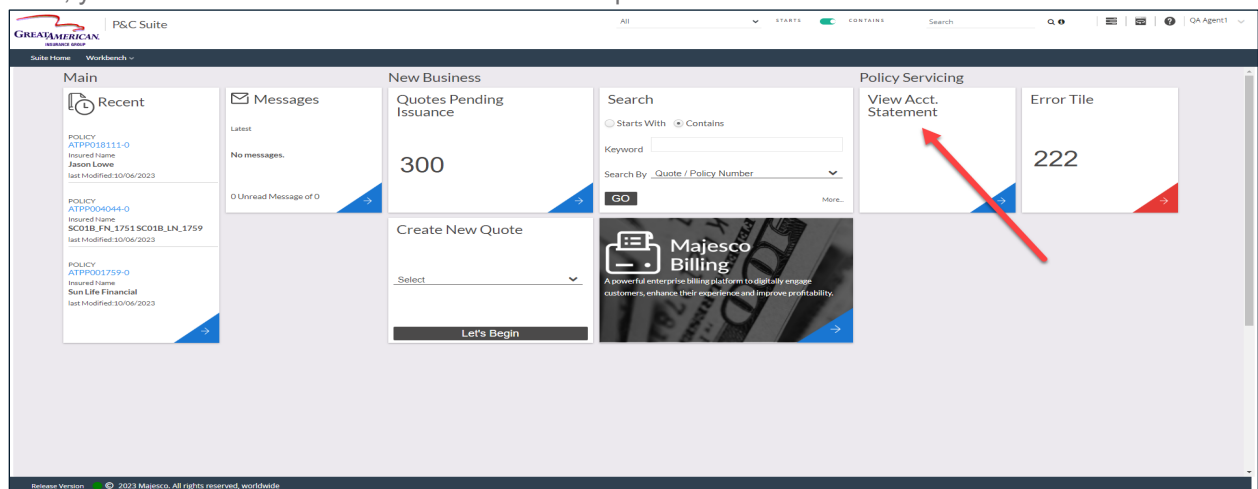 GREATAMERICAN.
INSURANCE GROUP
P&C Suite
All
STARTS
CONTAINS
Search
QA Agent1
Suite Home Workbench
Main
New Business
Policy Servicing
Recent
POLICY
ATPP018111-0
Insured Name
Jason Lowe
last Modified:10/06/2023
POLICY
ATPP004044-0
Insured Name
SC01B_FN_1751 SC01B_LN_1759
last Modified:10/06/2023
POLICY
ATPP001759-0
Insured Name
Sun Life Financial
last Modified:10/06/2023
Messages
Latest
No messages.
0 Unread Message of 0
Quotes Pending
Issuance
300
Search
Starts With Contains
Keyword
Search By Quote / Policy Number
GO
More...
View Acct.
Statement
Error Tile
222
Create New Quote
Select
Let's Begin
Majesco
Billing
A powerful enterprise billing platform to digitally engage
customers, enhance their experience and improve profitability.
Release Version © 2023 Majesco. All rights reserved, worldwide